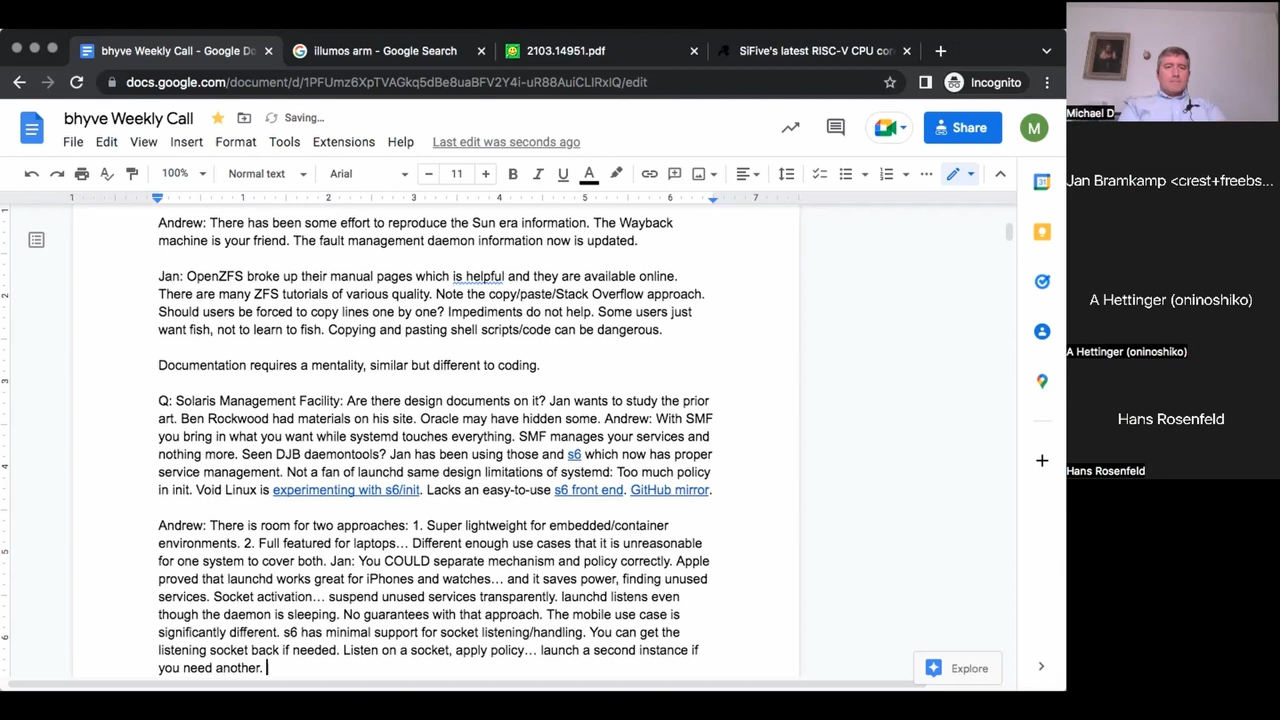 bhyve Weekly Call - Google Do
illumos arm - Google Search
2103.14951.pdf
SiFive's latest RISC-V CPU cor
docs.google.com/document/d/1PFUmz6XpTVAGkq5dBe8uaBFV2Y4i-uR88AuiCLIRxIQ/edit
Incognito
bhyve Weekly Call
Saving...
File Edit View Insert Format Tools Extensions Help Last edit was seconds ago
Share
M
100% Normal text Arial 11 B I U A
1 1 2 3 4 5 6 7
Andrew: There has been some effort to reproduce the Sun era information. The Wayback
machine is your friend. The fault management daemon information now is updated.
Jan: OpenZFS broke up their manual pages which is helpful and they are available online.
There are many ZFS tutorials of various quality. Note the copy/paste/Stack Overflow approach.
Should users be forced to copy lines one by one? Impediments do not help. Some users just
want fish, not to learn to fish. Copying and pasting shell scripts/code can be dangerous.
Documentation requires a mentality, similar but different to coding.
Q: Solaris Management Facility: Are there design documents on it? Jan wants to study the prior
art. Ben Rockwood had materials on his site. Oracle may have hidden some. Andrew: With SMF
you bring in what you want while systemd touches everything. SMF manages your services and
nothing more. Seen DJB daemontools? Jan has been using those and s6 which now has proper
service management. Not a fan of launchd same design limitations of systemd: Too much policy
in init. Void Linux is experimenting with s6/init. Lacks an easy-to-use s6 front end. GitHub mirror.
Andrew: There is room for two approaches: 1. Super lightweight for embedded/container
environments. 2. Full featured for laptops… Different enough use cases that it is unreasonable
for one system to cover both. Jan: You COULD separate mechanism and policy correctly. Apple
proved that launchd works great for iPhones and watches… and it saves power, finding unused
services. Socket activation… suspend unused services transparently. launchd listens even
though the daemon is sleeping. No guarantees with that approach. The mobile use case is
significantly different. s6 has minimal support for socket listening/handling. You can get the
listening socket back if needed. Listen on a socket, apply policy… launch a second instance if
you need another.
Explore
1
2
3
4
5
6
31
Michael D
Jan Bramkamp <crest+freebs...
A Hettinger (oninoshiko)
A Hettinger (oninoshiko)
Hans Rosenfeld
Hans Rosenfeld